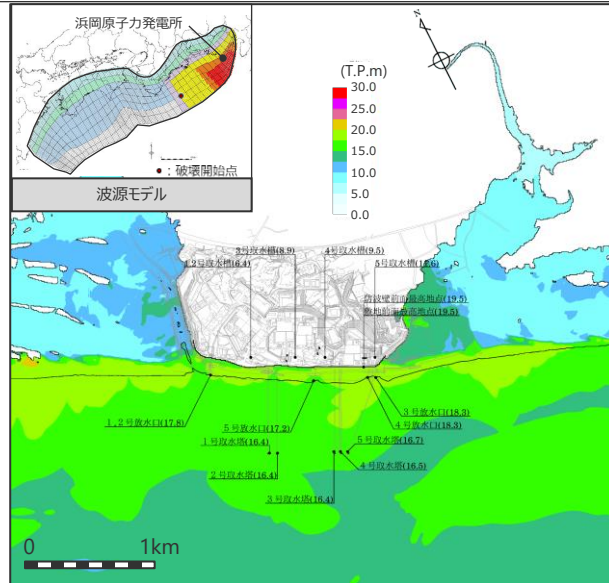 浜岡原子力発電所
●：破壊開始点
波源モデル
(T.P.m)
30.0
25.0
20.0
15.0
10.0
5.0
0.0
3号取水槽(8.9)
4号取水槽(9.5)
1,2号取水槽(6.4)
5号取水槽(12.6)
防波壁前面最高地点(19.5)
敷地前面最高地点(19.5)
1,2号放水口(17.8)
5号放水口(17.2)
3号放水口(18.3)
4号放水口(18.3)
1号取水塔(16.4)
5号取水塔(16.7)
2号取水塔(16.4)
4号取水塔(16.5)
3号取水塔(16.4)
0
1km